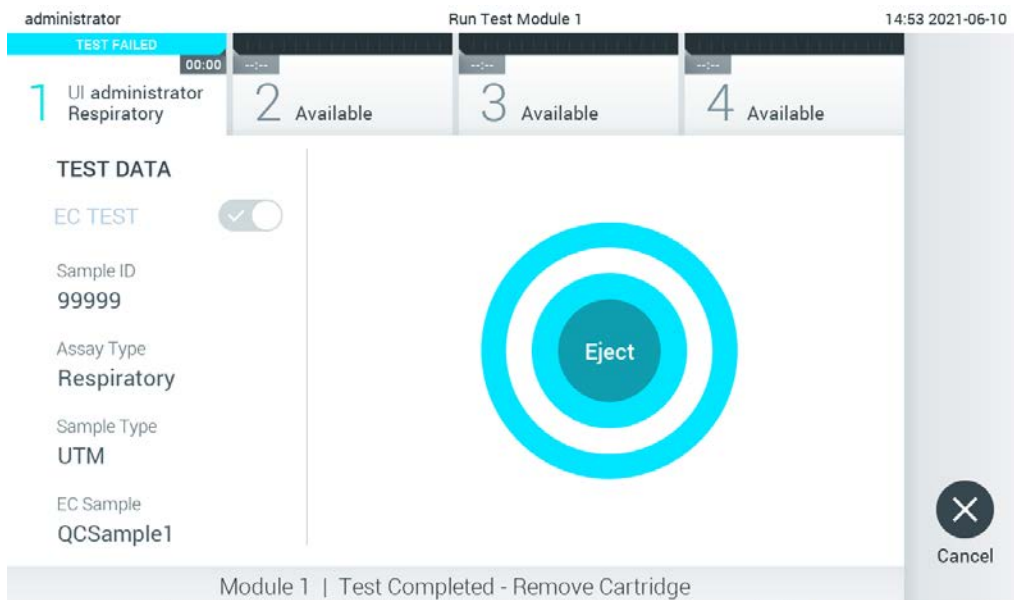 administrator
Run Test Module 1
14:53 2021-06-10
TEST FAILED
00:00
--:--
--:--
--:--
1 UI administrator
Respiratory
2 Available
3 Available
4 Available
TEST DATA
EC TEST
Sample ID
99999
Assay Type
Respiratory
Sample Type
UTM
EC Sample
QCSample1
Eject
Cancel
Module 1 | Test Completed - Remove Cartridge